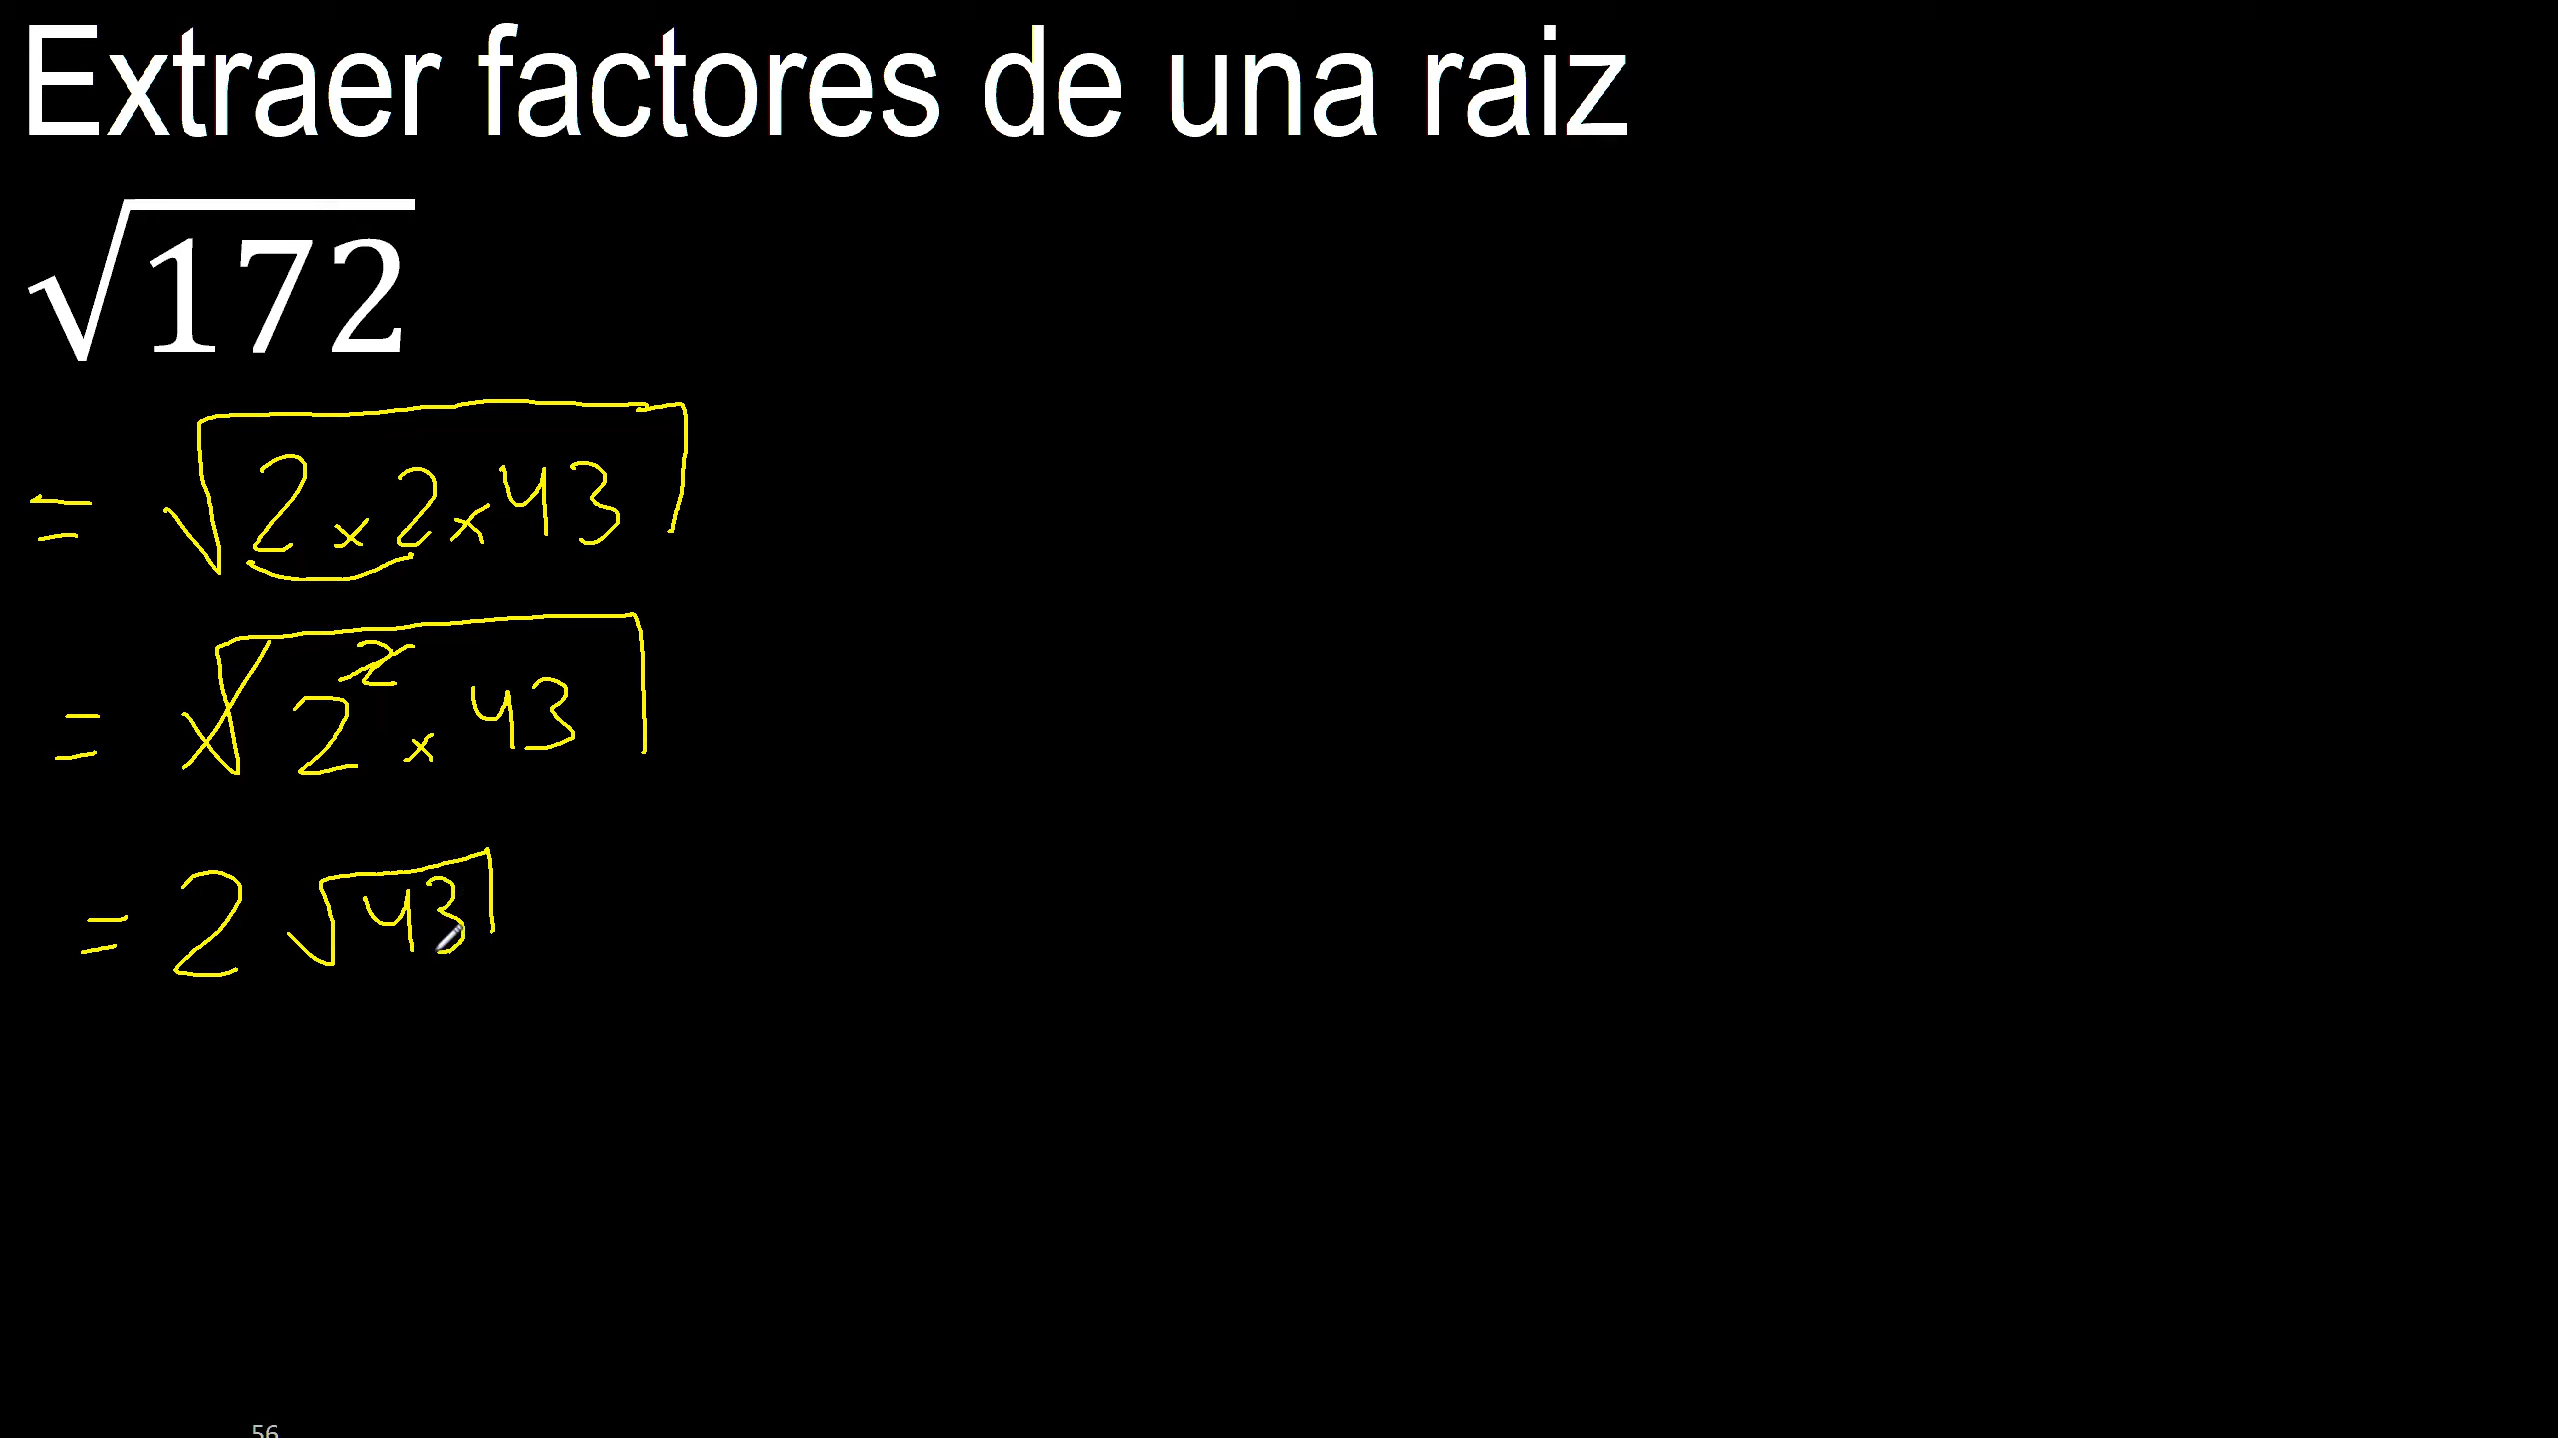 Extraer factores de una raiz
√172
= √2 x 2 x 43
= √2² x 43
= 2 √43
56